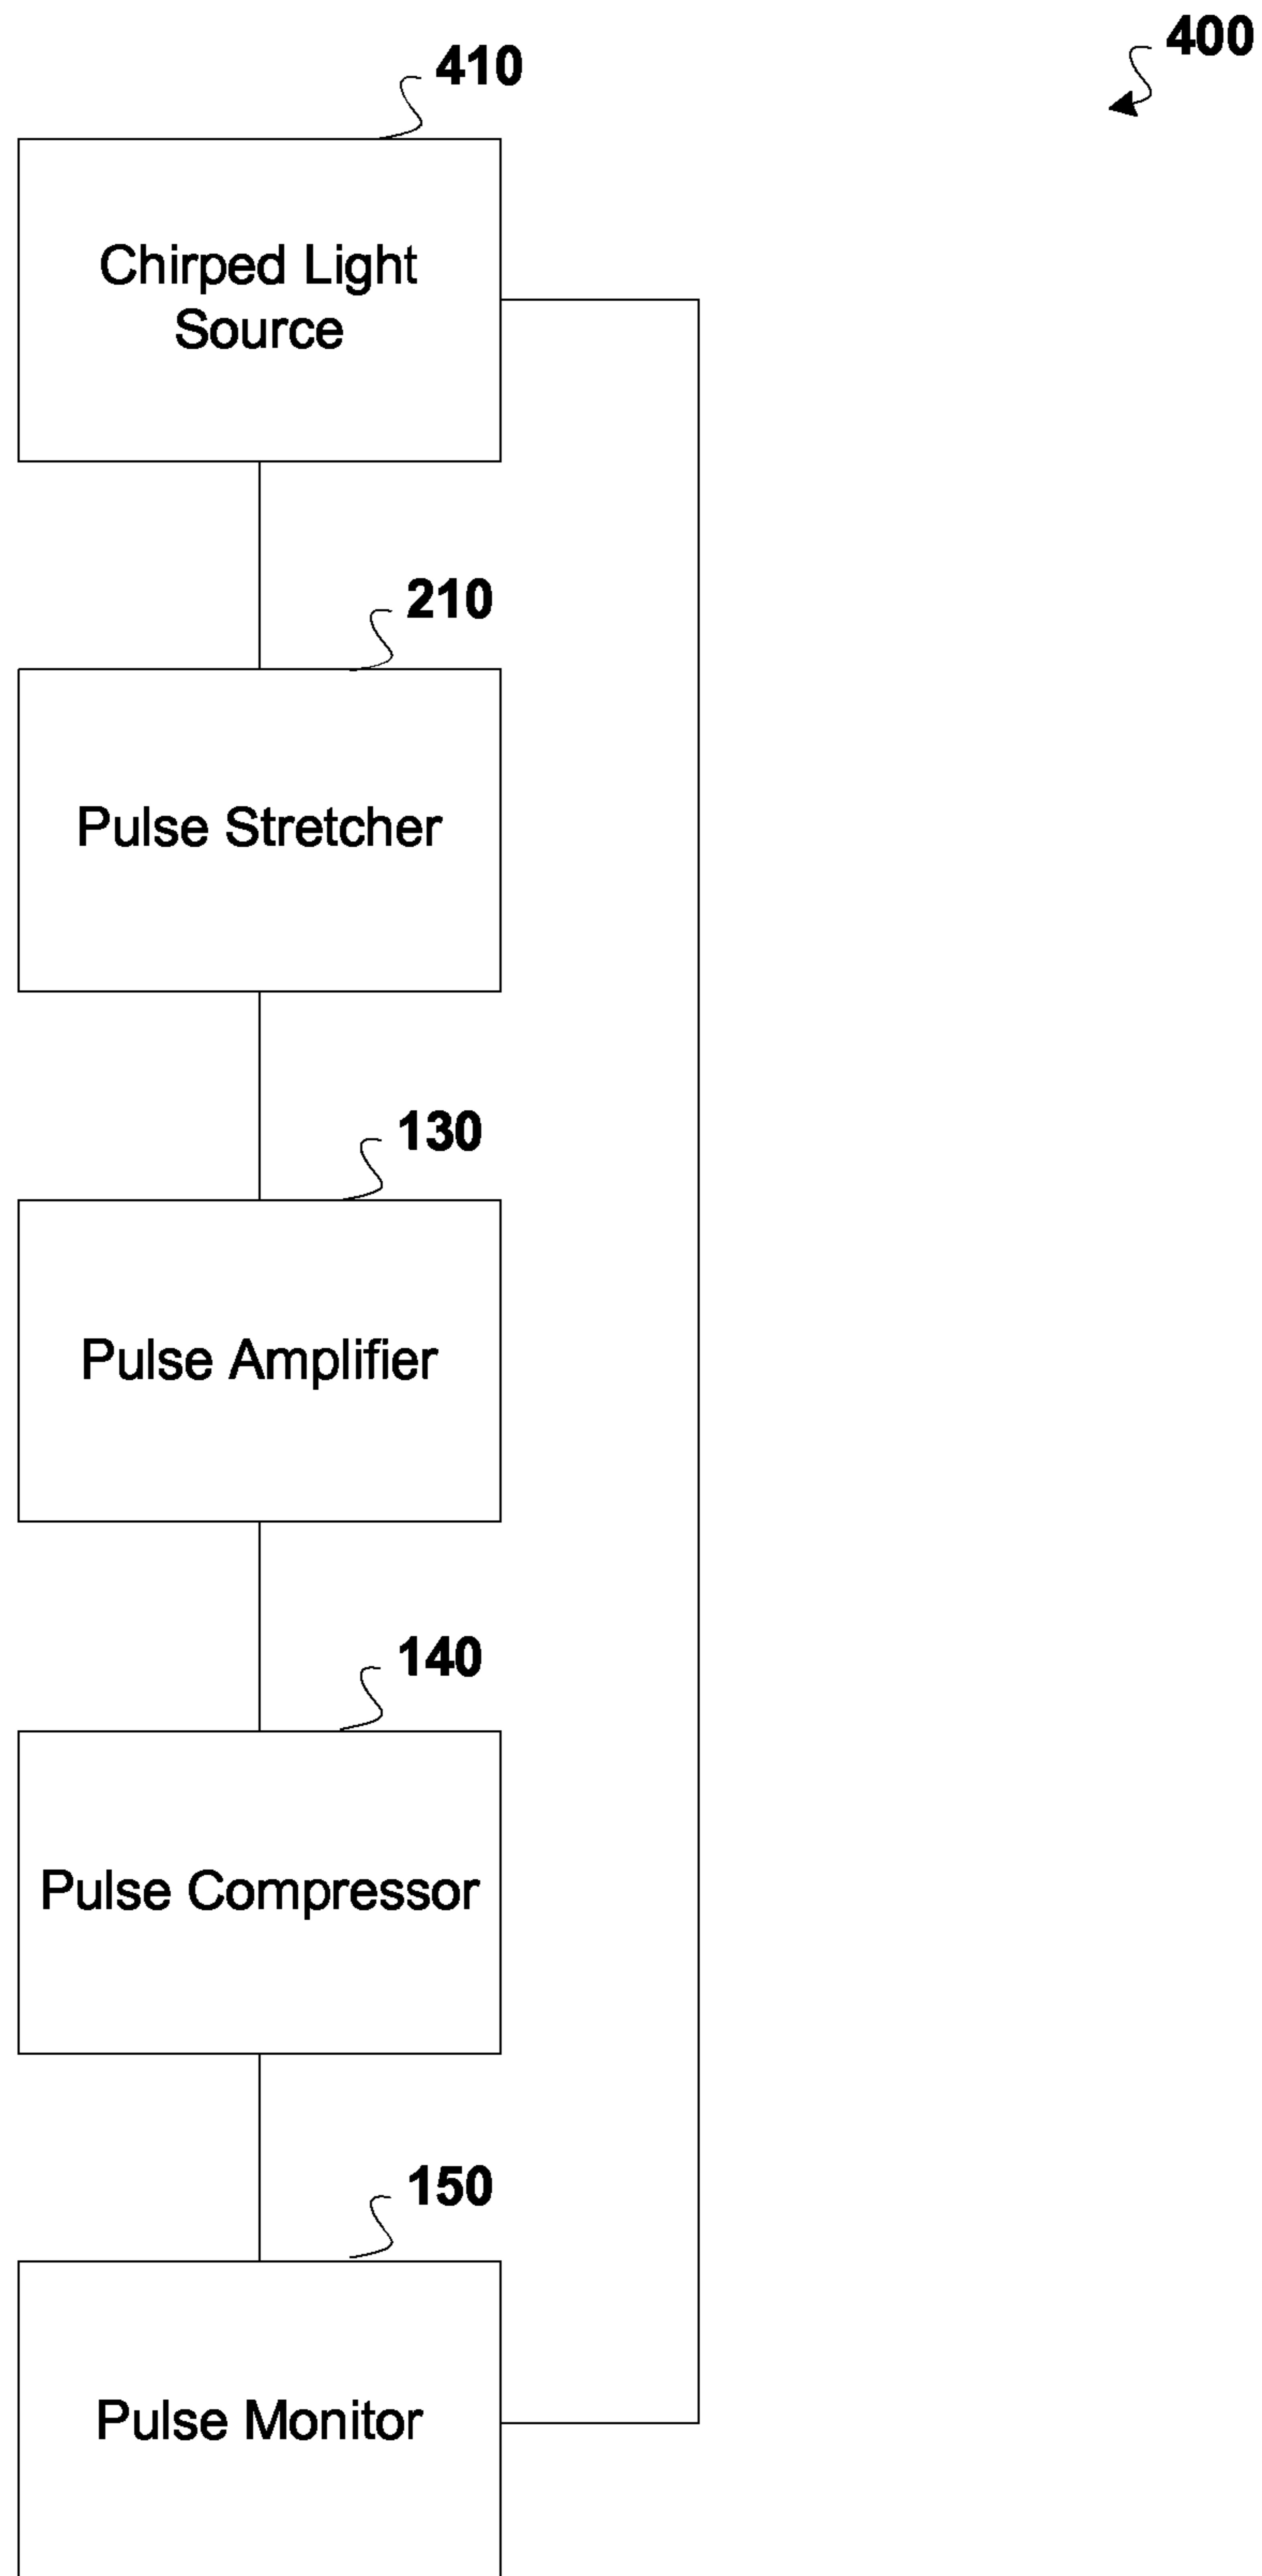 400
410
Chirped Light
Source
210
Pulse Stretcher
130
Pulse Amplifier
140
Pulse Compressor
150
Pulse Monitor